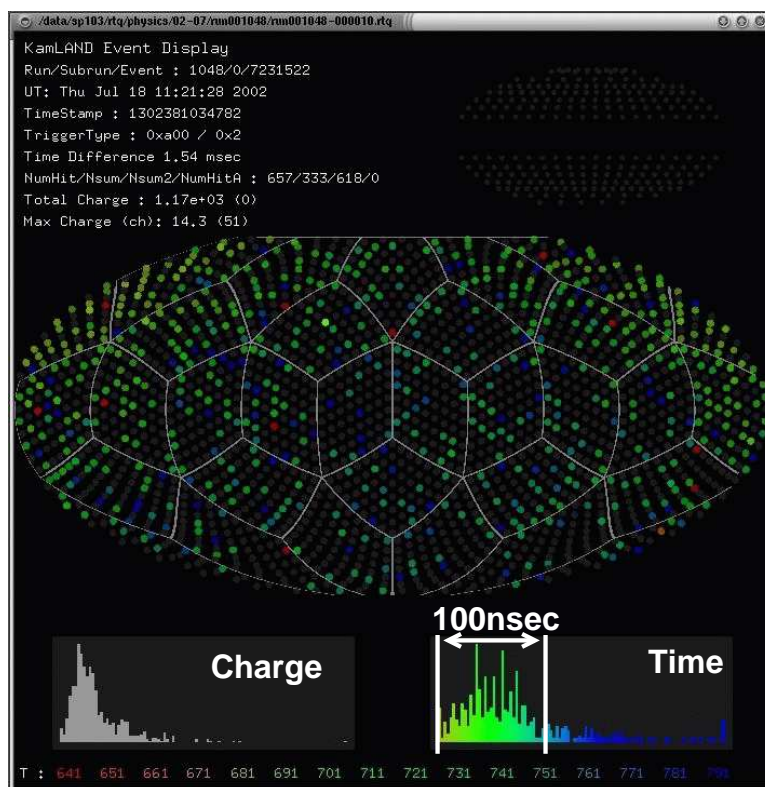 /data/sp103/rtq/physics/02-07/run001048/run001048-000010.rtq
KamLAND Event Display
Run/Subrun/Event : 1048/0/7231522
UT: Thu Jul 18 11:21:28 2002
TimeStamp : 1302381034782
TriggerType : 0xa00 / 0x2
Time Difference 1.54 msec
NumHit/Nsum/Nsum2/NumHitA : 657/333/618/0
Total Charge : 1.17e+03 (0)
Max Charge (ch): 14.3 (51)
100nsec
Charge
Time
T : 641 651 661 671 681 691 701 711 721 731 741 751 761 771 781 791